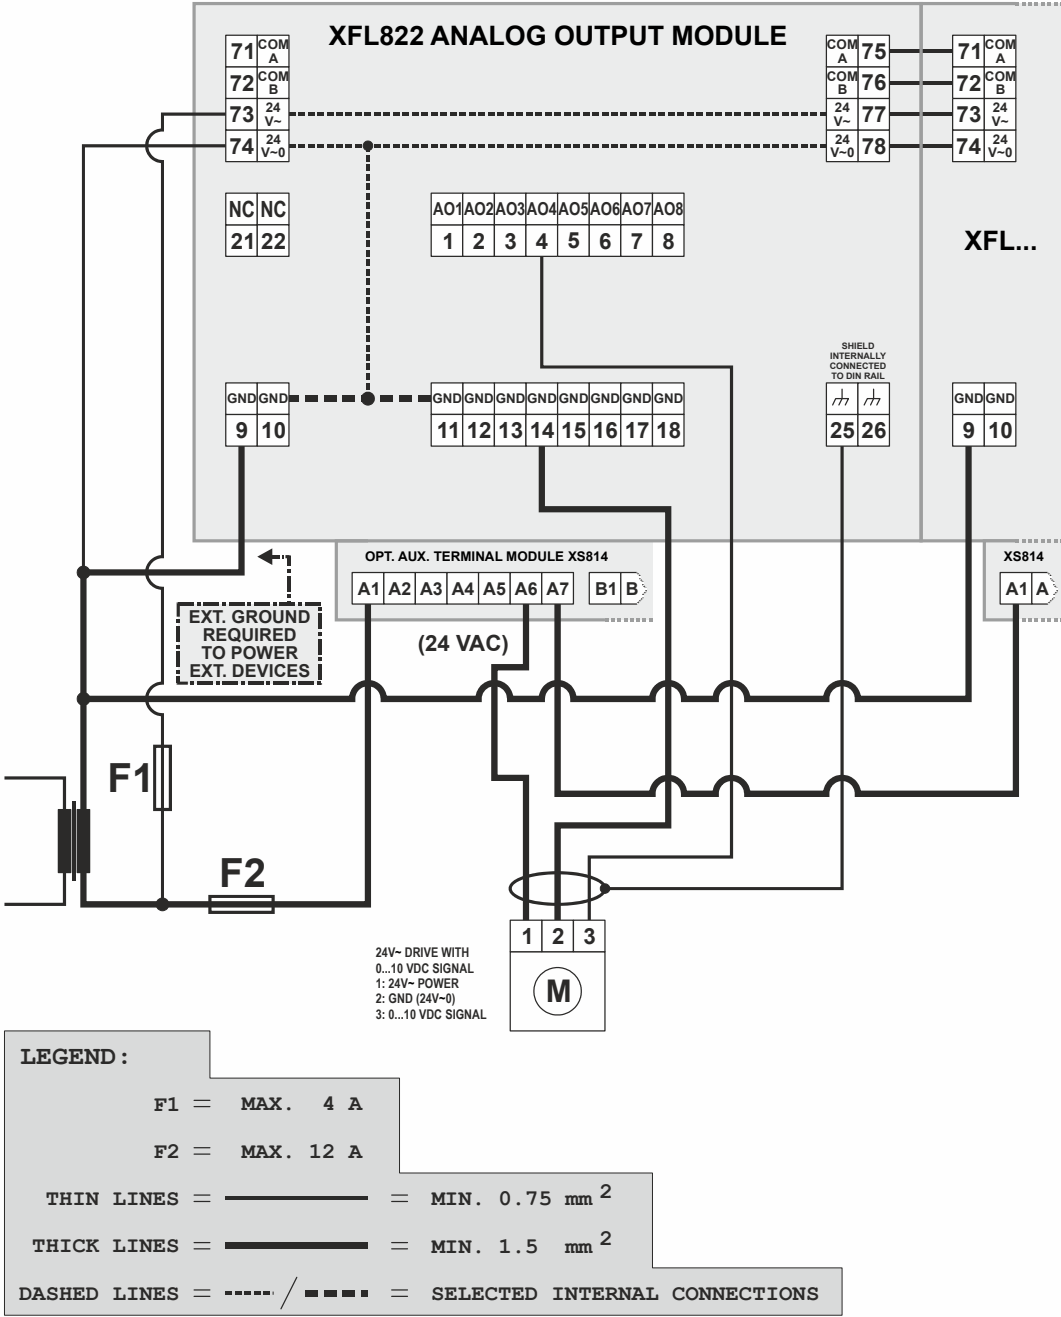 XFL822 ANALOG OUTPUT MODULE
71 COM A
72 COM B
73 24 V~
74 24 V~0
COM A 75
COM B 76
24 V~ 77
24 V~0 78
71 COM A
72 COM B
73 24 V~
74 24 V~0
NC NC
21 22
AO1 AO2 AO3 AO4 AO5 AO6 AO7 AO8
1 2 3 4 5 6 7 8
XFL...
SHIELD
INTERNALLY
CONNECTED
TO DIN RAIL
GND GND
9 10
GND GND GND GND GND GND GND GND
11 12 13 14 15 16 17 18
25 26
GND GND
9 10
OPT. AUX. TERMINAL MODULE XS814
A1 A2 A3 A4 A5 A6 A7 B1 B
XS814
A1 A
(24 VAC)
EXT. GROUND
REQUIRED
TO POWER
EXT. DEVICES
F1
F2
1 2 3
M
24V~ DRIVE WITH
0...10 VDC SIGNAL
1: 24V~ POWER
2: GND (24V~0)
3: 0...10 VDC SIGNAL
LEGEND:
F1 = MAX. 4 A
F2 = MAX. 12 A
THIN LINES = = MIN. 0.75 mm²
THICK LINES = = MIN. 1.5 mm²
DASHED LINES = / = SELECTED INTERNAL CONNECTIONS